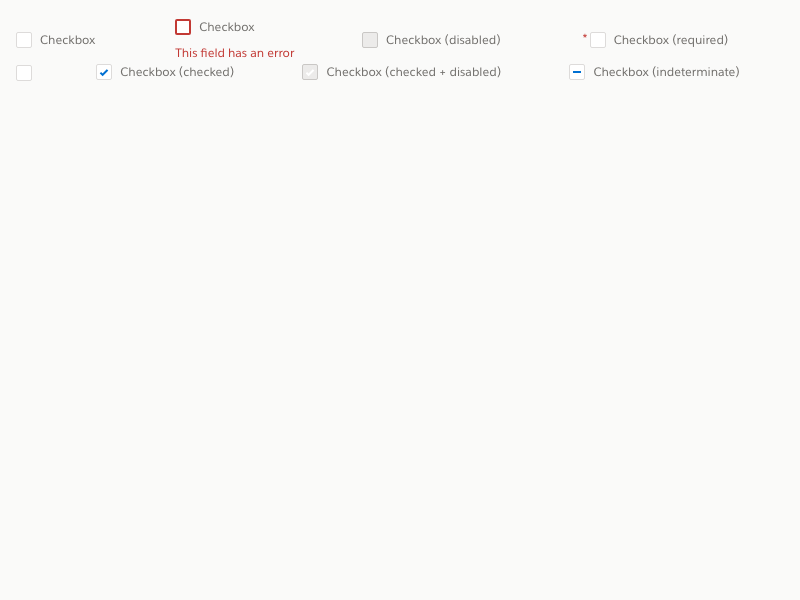 Checkbox
Checkbox
This field has an error
Checkbox (disabled)
* Checkbox (required)
Checkbox (checked)
Checkbox (checked + disabled)
Checkbox (indeterminate)